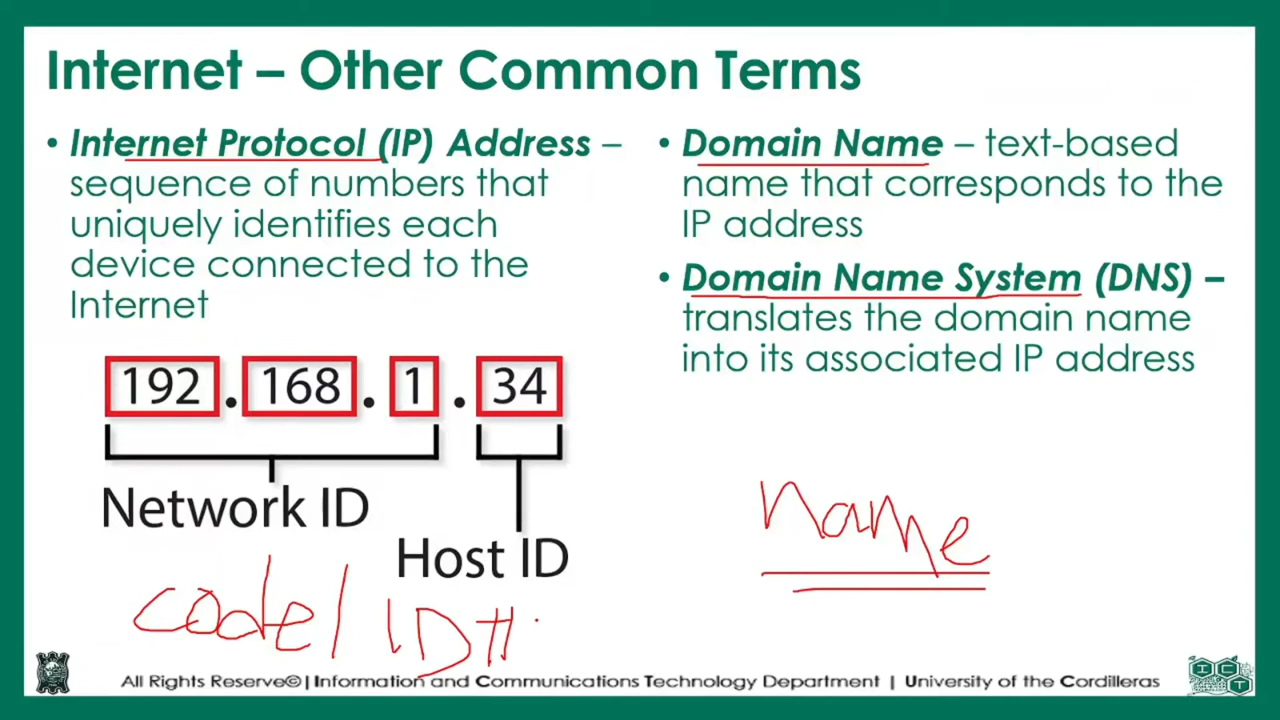 Internet – Other Common Terms
• Internet Protocol (IP) Address –
sequence of numbers that
uniquely identifies each
device connected to the
Internet
192.168.1.34
Network ID
Host ID
code/ ID#.
• Domain Name – text-based
name that corresponds to the
IP address
• Domain Name System (DNS) –
translates the domain name
into its associated IP address
name
All Rights Reserve©| Information and Communications Technology Department | University of the Cordilleras
I C T